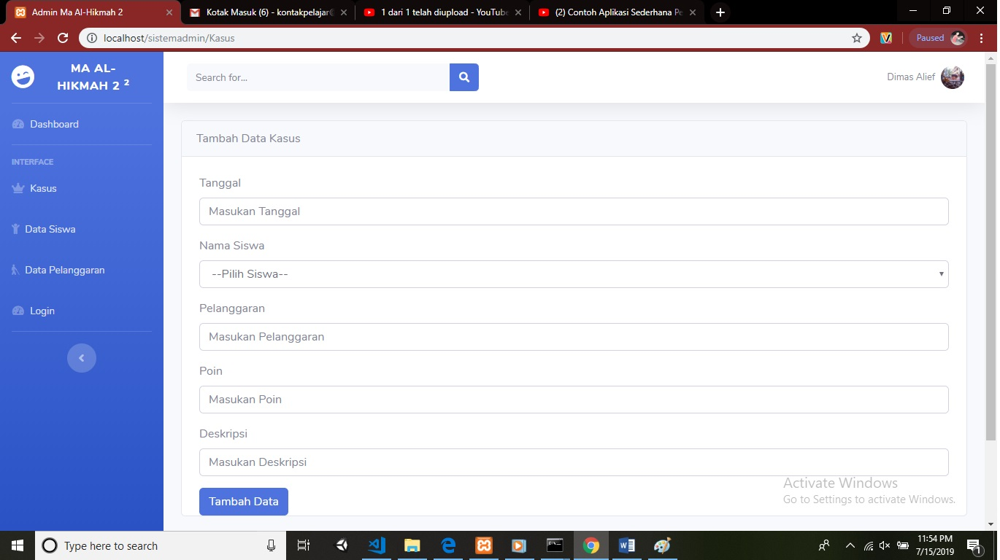 Admin Ma Al-Hikmah 2
Kotak Masuk (6) - kontakpelajar@
1 dari 1 telah diupload - YouTube
(2) Contoh Aplikasi Sederhana Pe
localhost/sistemadmin/Kasus
Paused
MA AL-
HIKMAH 2 2
Search for...
Dimas Alief
Dashboard
INTERFACE
Kasus
Data Siswa
Data Pelanggaran
Login
Tambah Data Kasus
Tanggal
Masukan Tanggal
Nama Siswa
--Pilih Siswa--
Pelanggaran
Masukan Pelanggaran
Poin
Masukan Poin
Deskripsi
Masukan Deskripsi
Tambah Data
Activate Windows
Go to Settings to activate Windows.
Type here to search
11:54 PM
7/15/2019
1